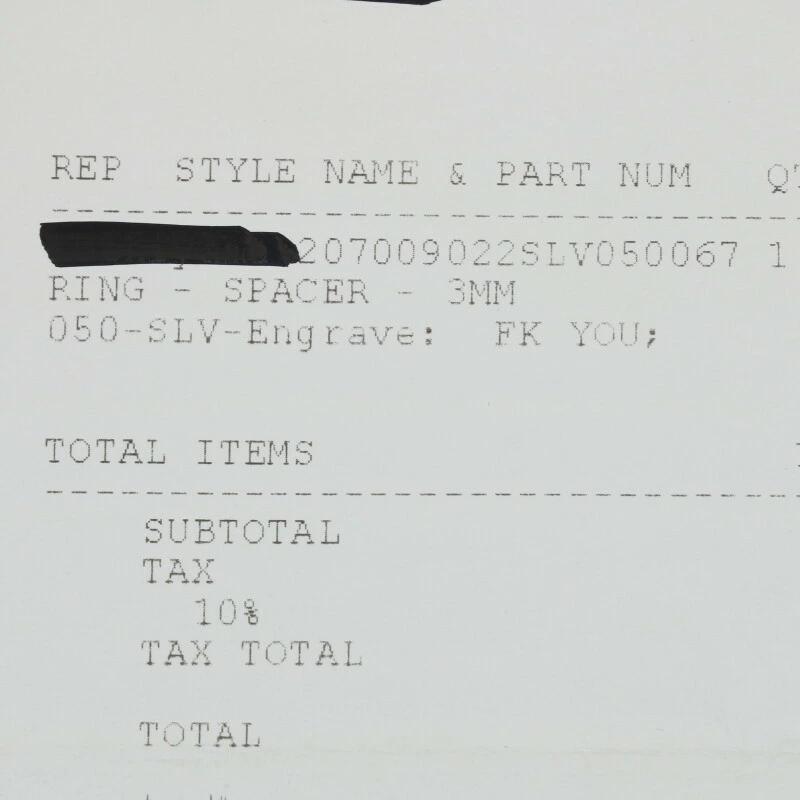 REP STYLE NAME & PART NUM
207009022SLV050067 1
RING - SPACER - 3MM
050-SLV-Engrave: FK YOU;
TOTAL ITEMS
SUBTOTAL
TAX
10%
TAX TOTAL
TOTAL